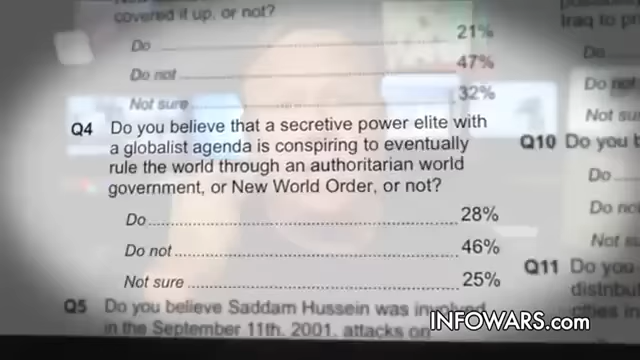 covered it up, or not?
Do 21%
Do not 47%
Not sure 32%
Q4 Do you believe that a secretive power elite with
a globalist agenda is conspiring to eventually
rule the world through an authoritarian world
government, or New World Order, or not?
Do 28%
Do not 46%
Not sure 25%
Q5 Do you believe Saddam Hussein was involved
in the September 11th, 2001, attacks on
Iraq to
Do
Do not
Not
Q10 Do you
Do
Do
Not
Q11 Do you
INFOWARS.com